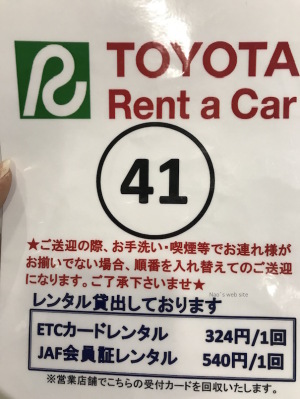 TOYOTA
Rent a Car
41
★ご送迎の際、お手洗い・喫煙等でお連れ様が
お揃いでない場合、順番を入れ替えてのご送迎
になります。ご了承下さいませ★
Nao's web site
レンタル貸出しております
ETCカードレンタル 324円/1回
JAF会員証レンタル 540円/1回
※営業店舗でこちらの受付カードを回収いたします。